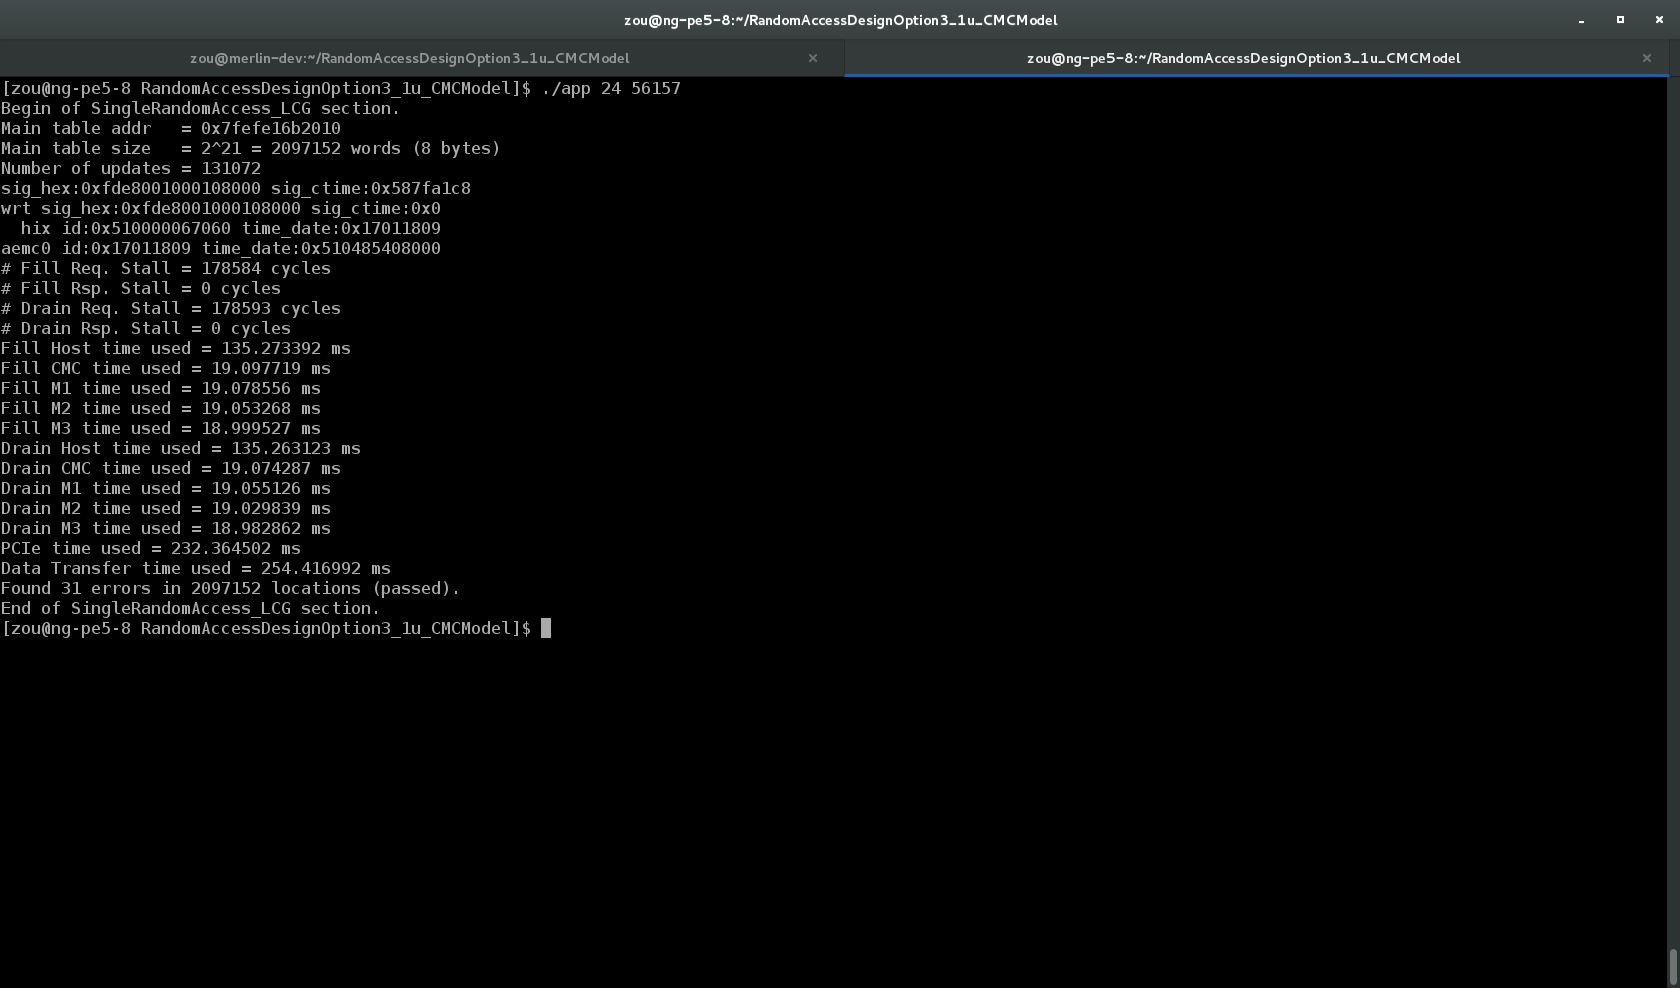 zou@ng-pe5-8:~/RandomAccessDesignOption3_1u_CMCModel
zou@merlin-dev:~/RandomAccessDesignOption3_1u_CMCModel
zou@ng-pe5-8:~/RandomAccessDesignOption3_1u_CMCModel
[zou@ng-pe5-8 RandomAccessDesignOption3_1u_CMCModel]$ ./app 24 56157
Begin of SingleRandomAccess_LCG section.
Main table addr   = 0x7fefe16b2010
Main table size   = 2^21 = 2097152 words (8 bytes)
Number of updates = 131072
sig_hex:0xfde8001000108000 sig_ctime:0x587fa1c8
wrt sig_hex:0xfde8001000108000 sig_ctime:0x0
  hix id:0x510000067060 time_date:0x17011809
aemc0 id:0x17011809 time_date:0x510485408000
# Fill Req. Stall = 178584 cycles
# Fill Rsp. Stall = 0 cycles
# Drain Req. Stall = 178593 cycles
# Drain Rsp. Stall = 0 cycles
Fill Host time used = 135.273392 ms
Fill CMC time used = 19.097719 ms
Fill M1 time used = 19.078556 ms
Fill M2 time used = 19.053268 ms
Fill M3 time used = 18.999527 ms
Drain Host time used = 135.263123 ms
Drain CMC time used = 19.074287 ms
Drain M1 time used = 19.055126 ms
Drain M2 time used = 19.029839 ms
Drain M3 time used = 18.982862 ms
PCIe time used = 232.364502 ms
Data Transfer time used = 254.416992 ms
Found 31 errors in 2097152 locations (passed).
End of SingleRandomAccess_LCG section.
[zou@ng-pe5-8 RandomAccessDesignOption3_1u_CMCModel]$